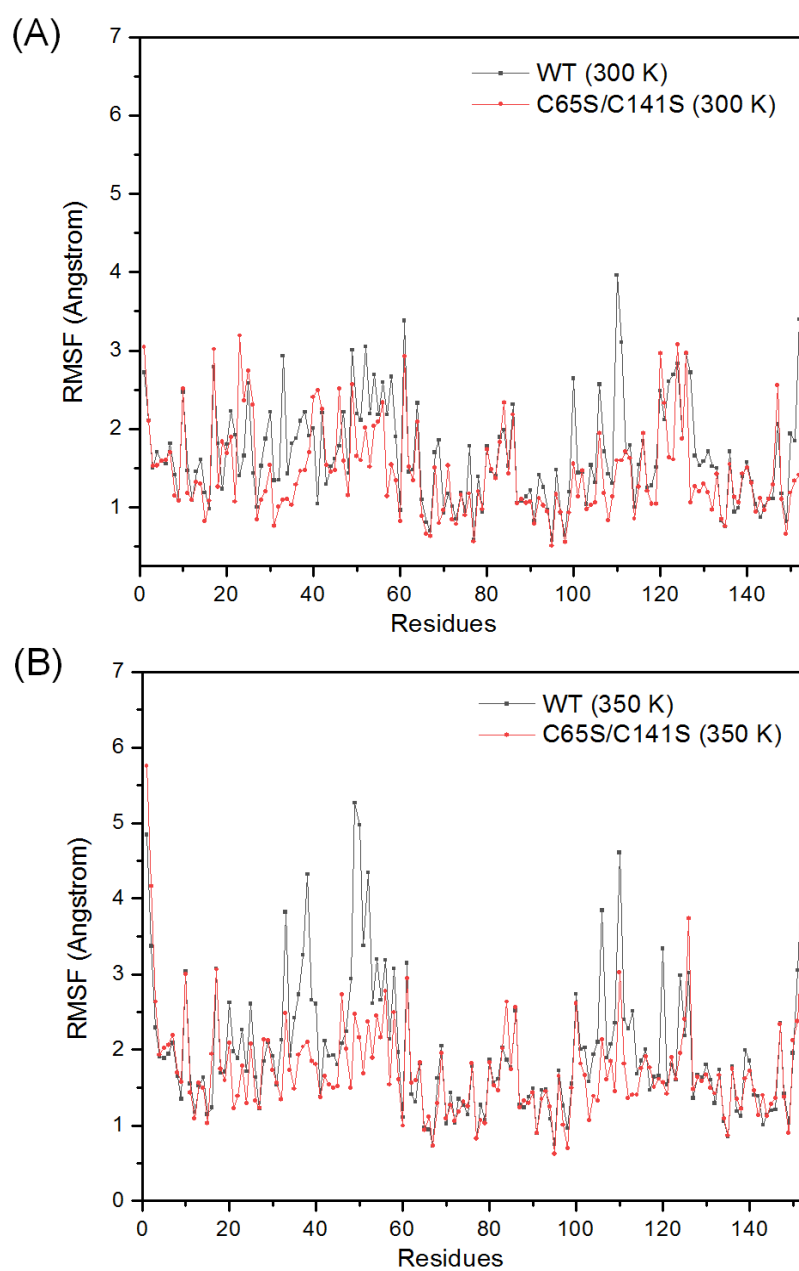 (A)
7
6
5
4
3
2
1
RMSF (Angstrom)
WT (300 K)
C65S/C141S (300 K)
0 20 40 60 80 100 120 140
Residues
(B)
7
6
5
4
3
2
1
0
RMSF (Angstrom)
WT (350 K)
C65S/C141S (350 K)
0 20 40 60 80 100 120 140
Residues